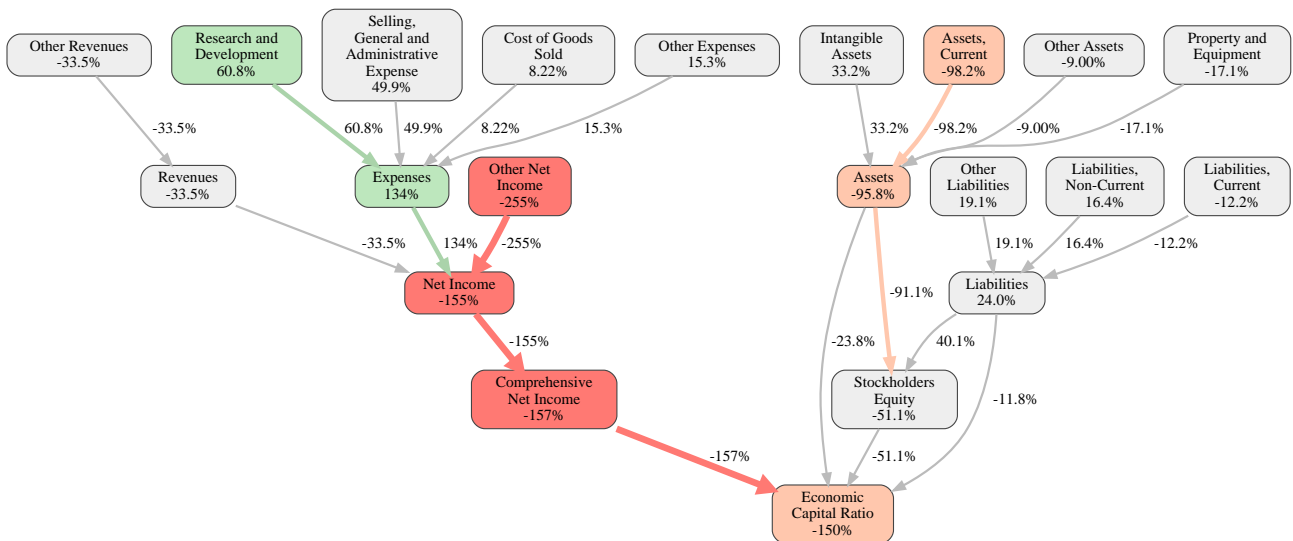 Other Revenues
-33.5%
Research and
Development
60.8%
Selling,
General and
Administrative
Expense
49.9%
Cost of Goods
Sold
8.22%
Other Expenses
15.3%
Intangible
Assets
33.2%
Assets,
Current
-98.2%
Other Assets
-9.00%
Property and
Equipment
-17.1%
-33.5%
60.8%
49.9%
8.22%
15.3%
33.2%
-98.2%
-9.00%
-17.1%
Revenues
-33.5%
Expenses
134%
Other Net
Income
-255%
Assets
-95.8%
Other
Liabilities
19.1%
Liabilities,
Non-Current
16.4%
Liabilities,
Current
-12.2%
-33.5%
134%
-255%
19.1%
16.4%
-12.2%
Net Income
-155%
-91.1%
Liabilities
24.0%
-155%
-23.8%
40.1%
Comprehensive
Net Income
-157%
Stockholders
Equity
-51.1%
-11.8%
-157%
-51.1%
Economic
Capital Ratio
-150%